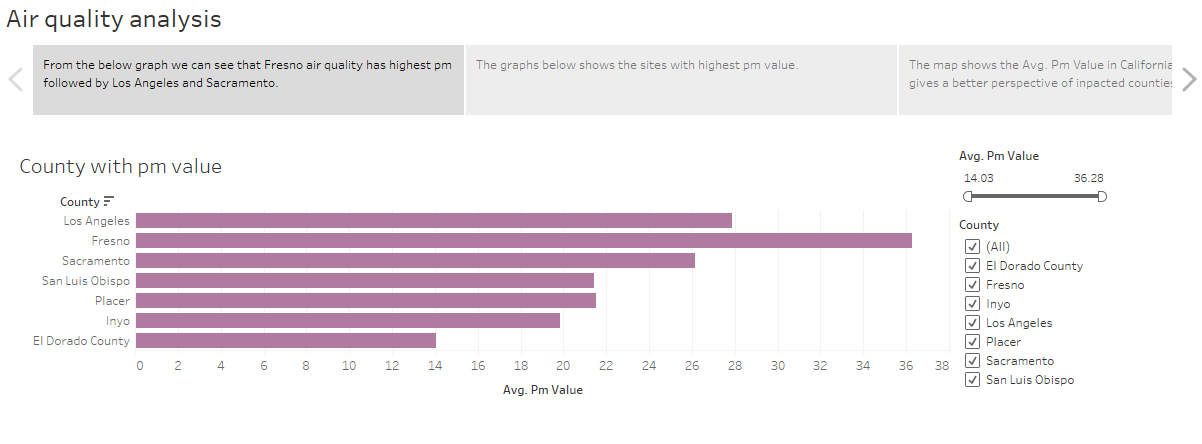 Air quality analysis
From the below graph we can see that Fresno air quality has highest pm
followed by Los Angeles and Sacramento.
The graphs below shows the sites with highest pm value.
The map shows the Avg. Pm Value in California
gives a better perspective of inpacted counties
County with pm value
County
Los Angeles
Fresno
Sacramento
San Luis Obispo
Placer
Inyo
El Dorado County
0 2 4 6 8 10 12 14 16 18 20 22 24 26 28 30 32 34 36 38
Avg. Pm Value
Avg. Pm Value
14.03 36.28
County
(All)
El Dorado County
Fresno
Inyo
Los Angeles
Placer
Sacramento
San Luis Obispo